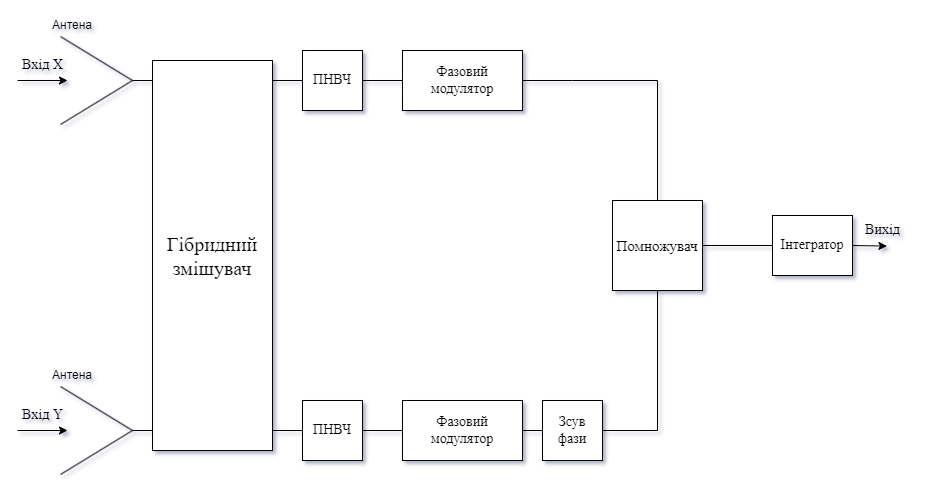 Антена
Вхід X
ПНВЧ
Фазовий
модулятор
Гібридний
змішувач
Помножувач
Інтегратор
Вихід
Антена
Вхід Y
ПНВЧ
Фазовий
модулятор
Зсув
фази